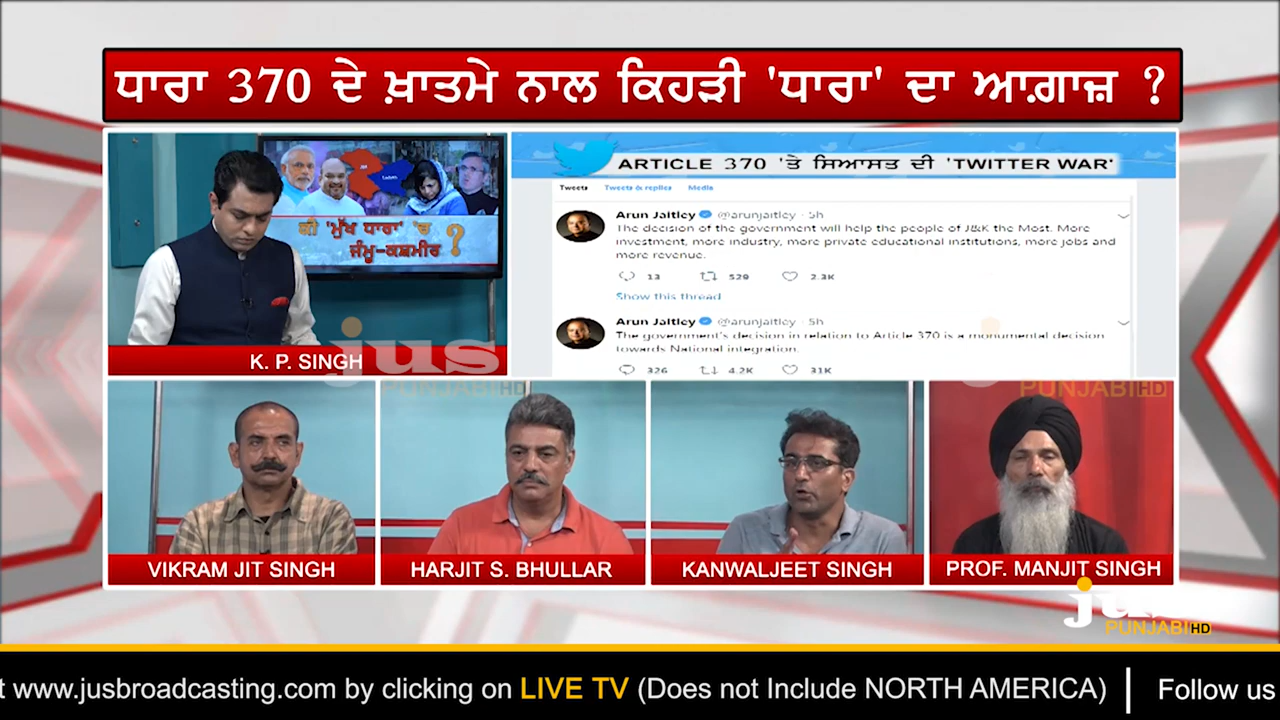 ਧਾਰਾ 370 ਦੇ ਖ਼ਾਤਮੇ ਨਾਲ ਕਿਹੜੀ 'ਧਾਰਾ' ਦਾ ਆਗ਼ਾਜ਼ ?
ਕੀ 'ਮੁੱਖ ਧਾਰਾ' 'ਚ
ਜੰਮੂ-ਕਸ਼ਮੀਰ ?
K. P. SINGH
ARTICLE 370 'ਤੇ ਸਿਆਸਤ ਦੀ 'TWITTER WAR'
Tweets Tweets & replies Media
Arun Jaitley @arunjaitley · 5h
The decision of the government will help the people of J&K the Most. More
investment, more industry, more private educational institutions, more jobs and
more revenue.
13 529 2.3K
Show this thread
Arun Jaitley @arunjaitley · 5h
The government's decision in relation to Article 370 is a monumental decision
towards National integration.
326 4.2K 31K
jus
PUNJABI HD
PUNJABI HD
VIKRAM JIT SINGH
HARJIT S. BHULLAR
KANWALJEET SINGH
PROF. MANJIT SINGH
jus
PUNJABI HD
t www.jusbroadcasting.com by clicking on LIVE TV (Does not Include NORTH AMERICA) | Follow us